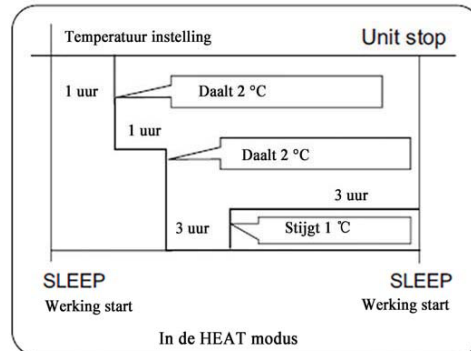 Temperatuur instelling
Unit stop
1 uur
Daalt 2 °C
1 uur
Daalt 2 °C
3 uur
3 uur
Stijgt 1 ℃
SLEEP
SLEEP
Werking start
Werking start
In de HEAT modus